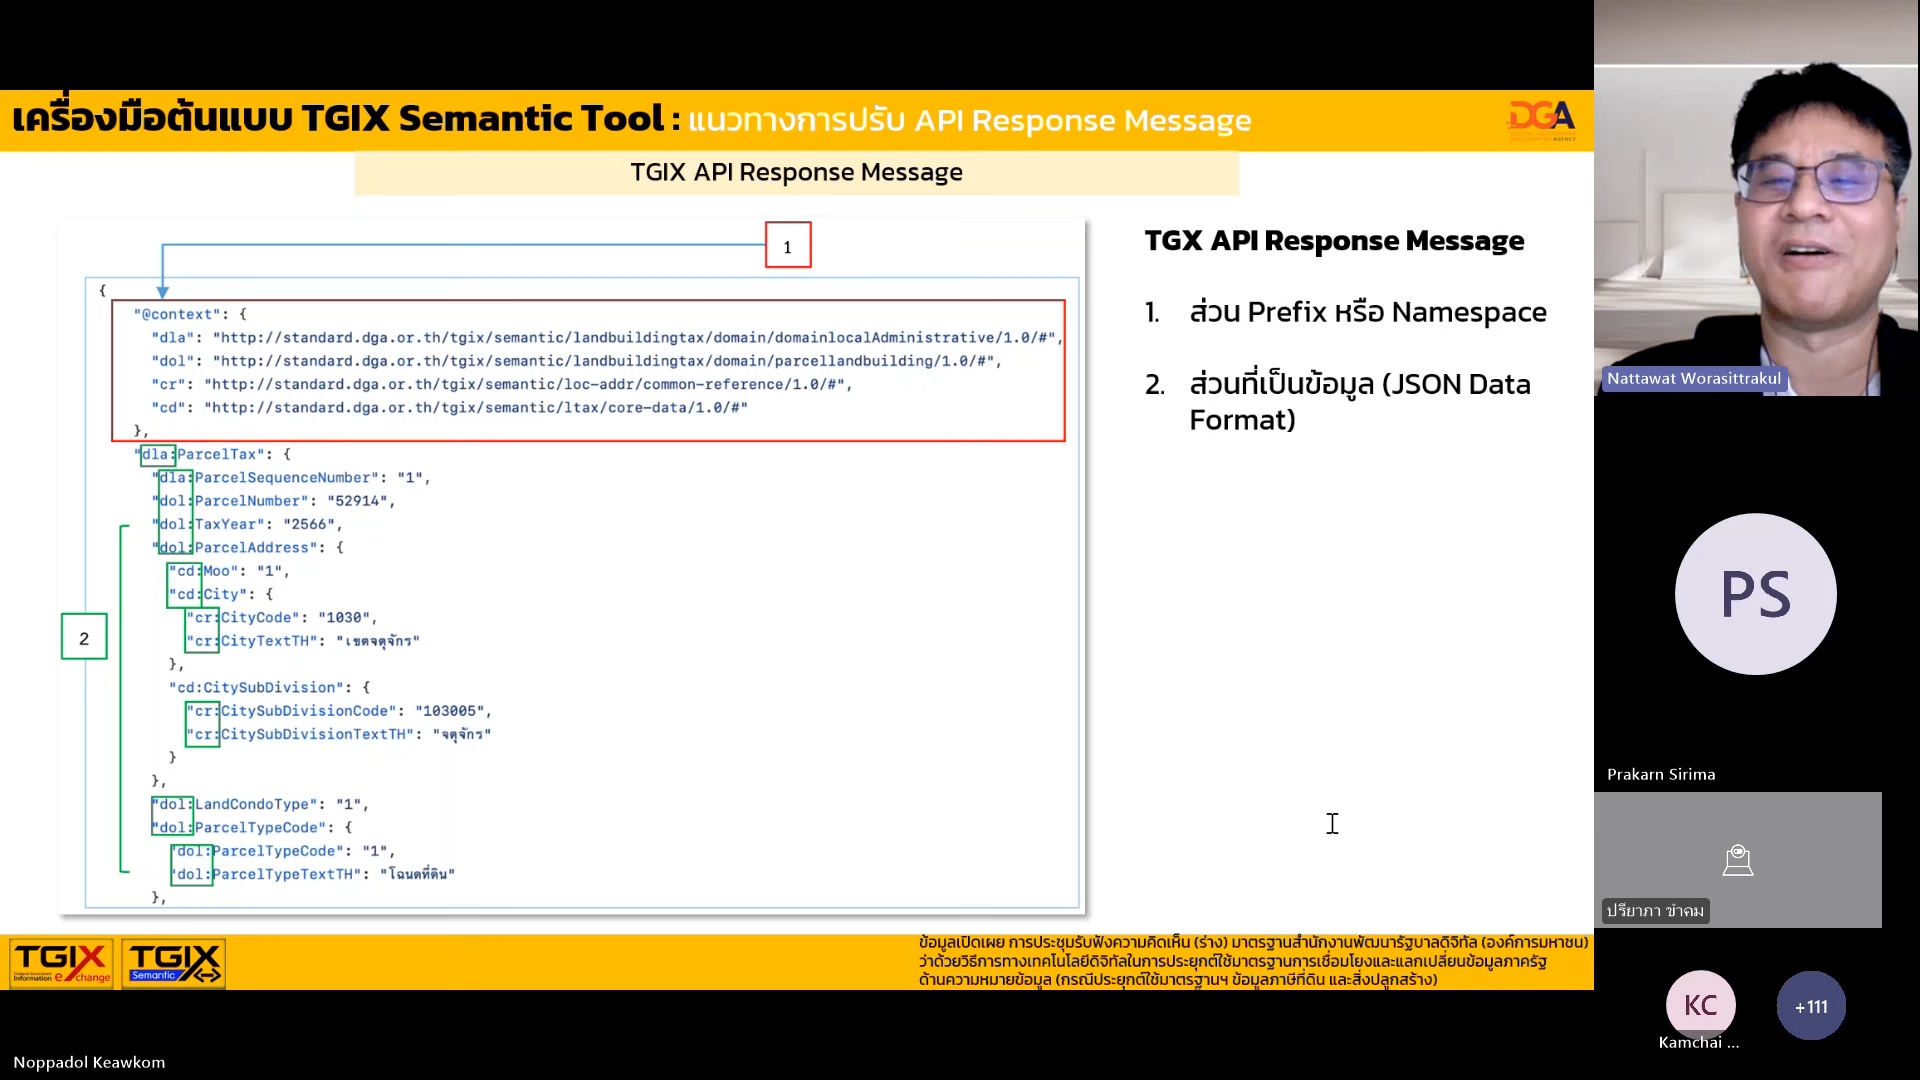 เครื่องมือต้นแบบ TGIX Semantic Tool : แนวทางการปรับ API Response Message
DGA
TGIX API Response Message
1
{
"@context": {
"dla": "http://standard.dga.or.th/tgix/semantic/landbuildingtax/domain/domainlocalAdministrative/1.0/#",
"dol": "http://standard.dga.or.th/tgix/semantic/landbuildingtax/domain/parcellandbuilding/1.0/#",
"cr": "http://standard.dga.or.th/tgix/semantic/loc-addr/common-reference/1.0/#",
"cd": "http://standard.dga.or.th/tgix/semantic/ltax/core-data/1.0/#"
},
"dla:ParcelTax": {
"dla:ParcelSequenceNumber": "1",
"dol:ParcelNumber": "52914",
"dol:TaxYear": "2566",
"dol:ParcelAddress": {
"cd:Moo": "1",
"cd:City": {
"cr:CityCode": "1030",
"cr:CityTextTH": "เขตจตุจักร"
},
"cd:CitySubDivision": {
"cr:CitySubDivisionCode": "103005",
"cr:CitySubDivisionTextTH": "จตุจักร"
}
},
"dol:LandCondoType": "1",
"dol:ParcelTypeCode": {
"dol:ParcelTypeCode": "1",
"dol:ParcelTypeTextTH": "โฉนดที่ดิน"
},
2
TGX API Response Message
1. ส่วน Prefix หรือ Namespace
2. ส่วนที่เป็นข้อมูล (JSON Data
Format)
TGIX
Information exchange
TGIX
Semantic
ข้อมูลเปิดเผย การประชุมรับฟังความคิดเห็น (ร่าง) มาตรฐานสำนักงานพัฒนารัฐบาลดิจิทัล (องค์การมหาชน)
ว่าด้วยวิธีการทางเทคโนโลยีดิจิทัลในการประยุกต์ใช้มาตรฐานการเชื่อมโยงและแลกเปลี่ยนข้อมูลภาครัฐ
ด้านความหมายข้อมูล (กรณีประยุกต์ใช้มาตรฐานฯ ข้อมูลภาษีที่ดิน และสิ่งปลูกสร้าง)
Nattawat Worasittrakul
PS
Prakarn Sirima
ปรียาภา ขำคม
KC
+111
Kamchai ...
Noppadol Keawkom